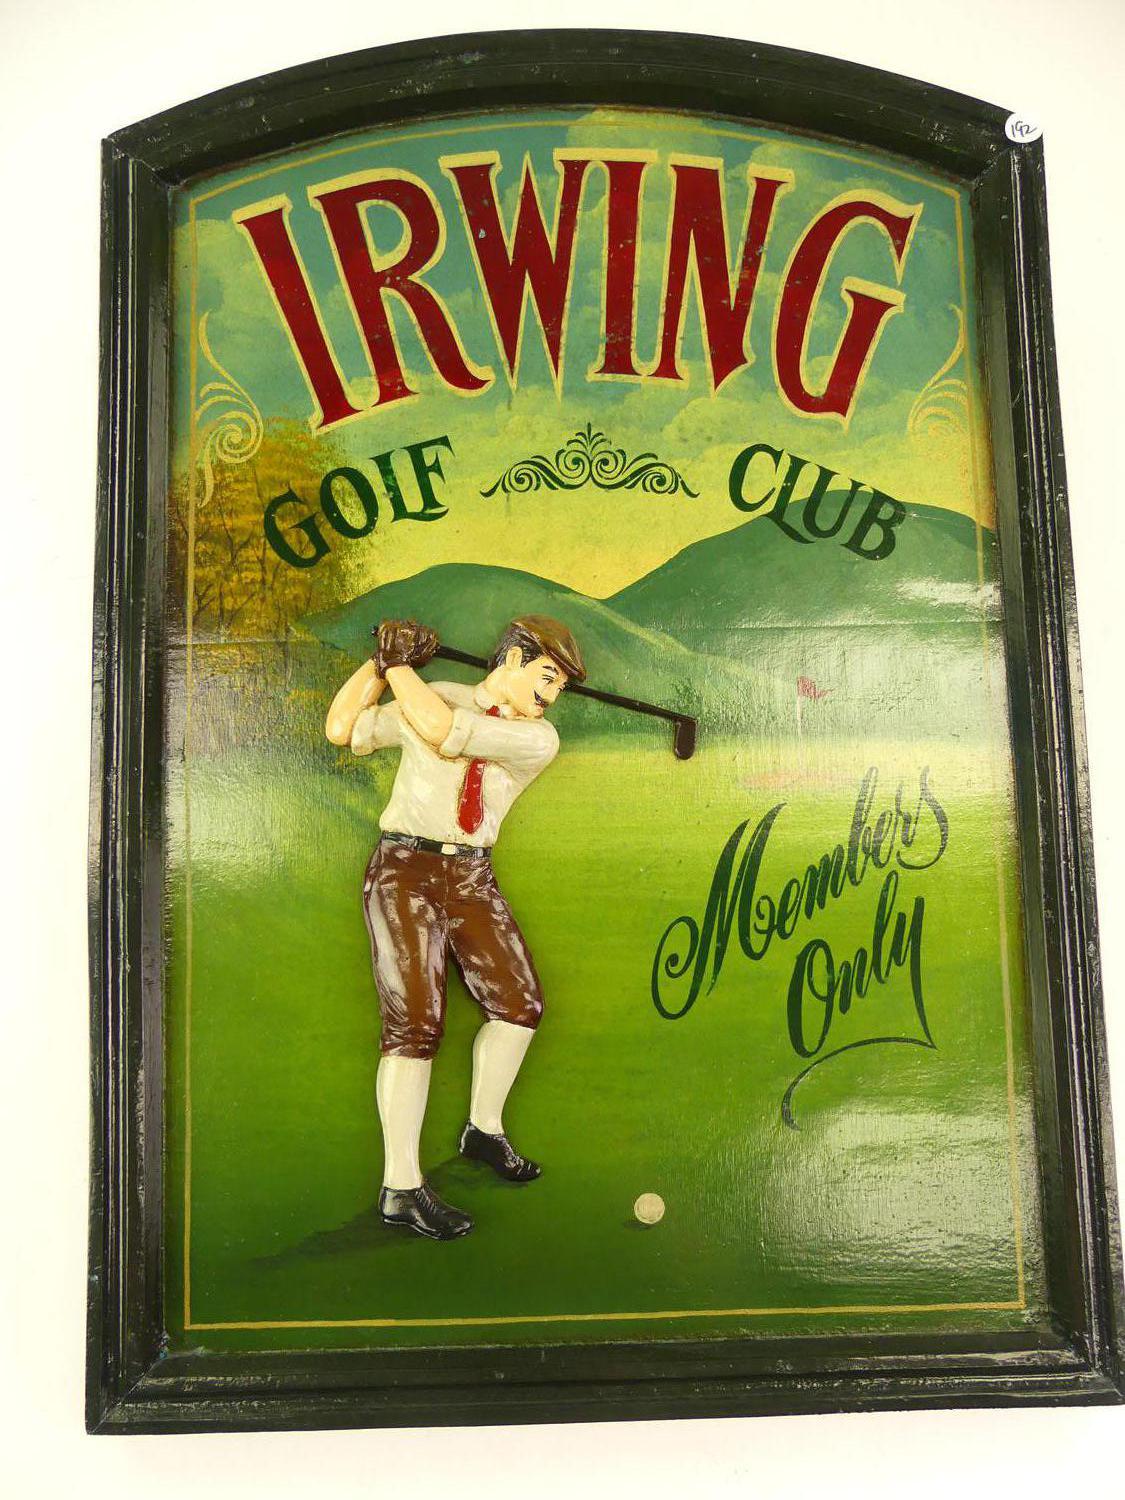 192
IRWING
GOLF CLUB
Members
Only